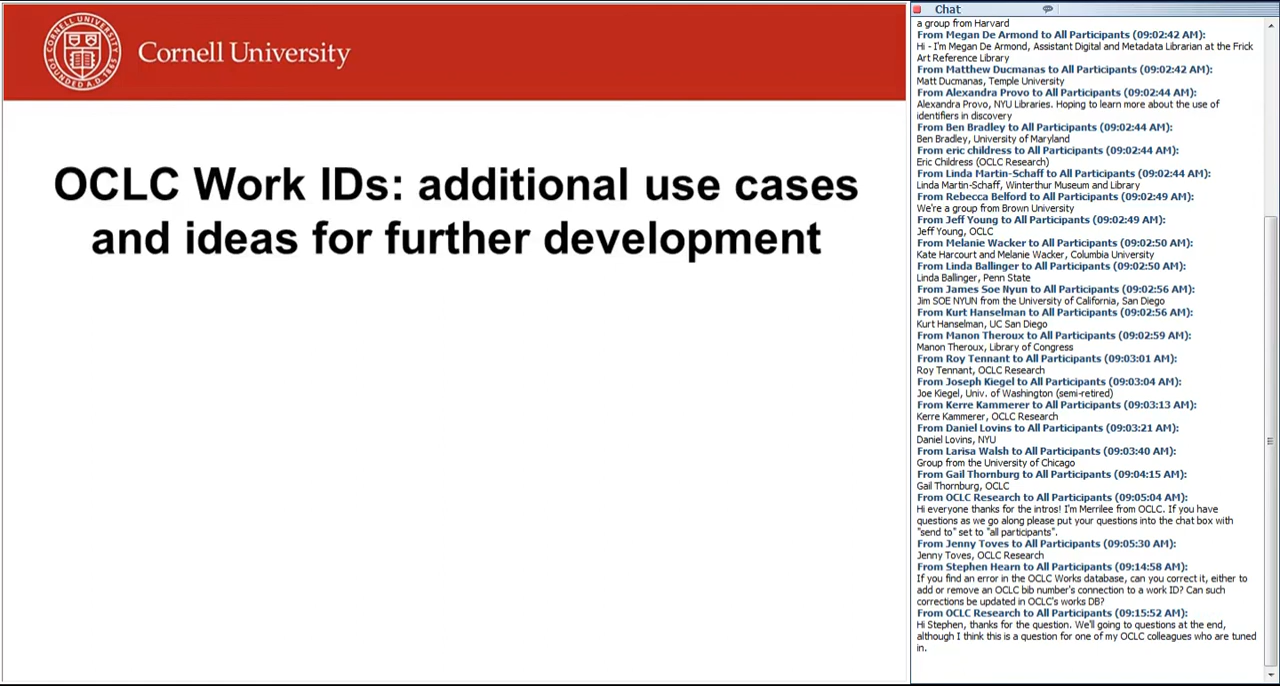 Cornell University
OCLC Work IDs: additional use cases
and ideas for further development
Chat
a group from Harvard
From Megan De Armond to All Participants (09:02:42 AM):
Hi - I'm Megan De Armond, Assistant Digital and Metadata Librarian at the Frick
Art Reference Library
From Matthew Ducmanas to All Participants (09:02:42 AM):
Matt Ducmanas, Temple University
From Alexandra Provo to All Participants (09:02:44 AM):
Alexandra Provo, NYU Libraries. Hoping to learn more about the use of
identifiers in discovery
From Ben Bradley to All Participants (09:02:44 AM):
Ben Bradley, University of Maryland
From eric childress to All Participants (09:02:44 AM):
Eric Childress (OCLC Research)
From Linda Martin-Schaff to All Participants (09:02:44 AM):
Linda Martin-Schaff, Winterthur Museum and Library
From Rebecca Belford to All Participants (09:02:49 AM):
We're a group from Brown University
From Jeff Young to All Participants (09:02:49 AM):
Jeff Young, OCLC
From Melanie Wacker to All Participants (09:02:50 AM):
Kate Harcourt and Melanie Wacker, Columbia University
From Linda Ballinger to All Participants (09:02:50 AM):
Linda Ballinger, Penn State
From James Soe Nyun to All Participants (09:02:56 AM):
Jim SOE NYUN from the University of California, San Diego
From Kurt Hanselman to All Participants (09:02:56 AM):
Kurt Hanselman, UC San Diego
From Manon Theroux to All Participants (09:02:59 AM):
Manon Theroux, Library of Congress
From Roy Tennant to All Participants (09:03:01 AM):
Roy Tennant, OCLC Research
From Joseph Kiegel to All Participants (09:03:04 AM):
Joe Kiegel, Univ. of Washington (semi-retired)
From Kerre Kammerer to All Participants (09:03:13 AM):
Kerre Kammerer, OCLC Research
From Daniel Lovins to All Participants (09:03:21 AM):
Daniel Lovins, NYU
From Larisa Walsh to All Participants (09:03:40 AM):
Group from the University of Chicago
From Gail Thornburg to All Participants (09:04:15 AM):
Gail Thornburg, OCLC
From OCLC Research to All Participants (09:05:04 AM):
Hi everyone thanks for the intros! I'm Merrilee from OCLC. If you have
questions as we go along please put your questions into the chat box with
"send to" set to "all participants".
From Jenny Toves to All Participants (09:05:30 AM):
Jenny Toves, OCLC Research
From Stephen Hearn to All Participants (09:14:58 AM):
If you find an error in the OCLC Works database, can you correct it, either to
add or remove an OCLC bib number's connection to a work ID? Can such
corrections be updated in OCLC's works DB?
From OCLC Research to All Participants (09:15:52 AM):
Hi Stephen, thanks for the question. We'll going to questions at the end,
although I think this is a question for one of my OCLC colleagues who are tuned
in.